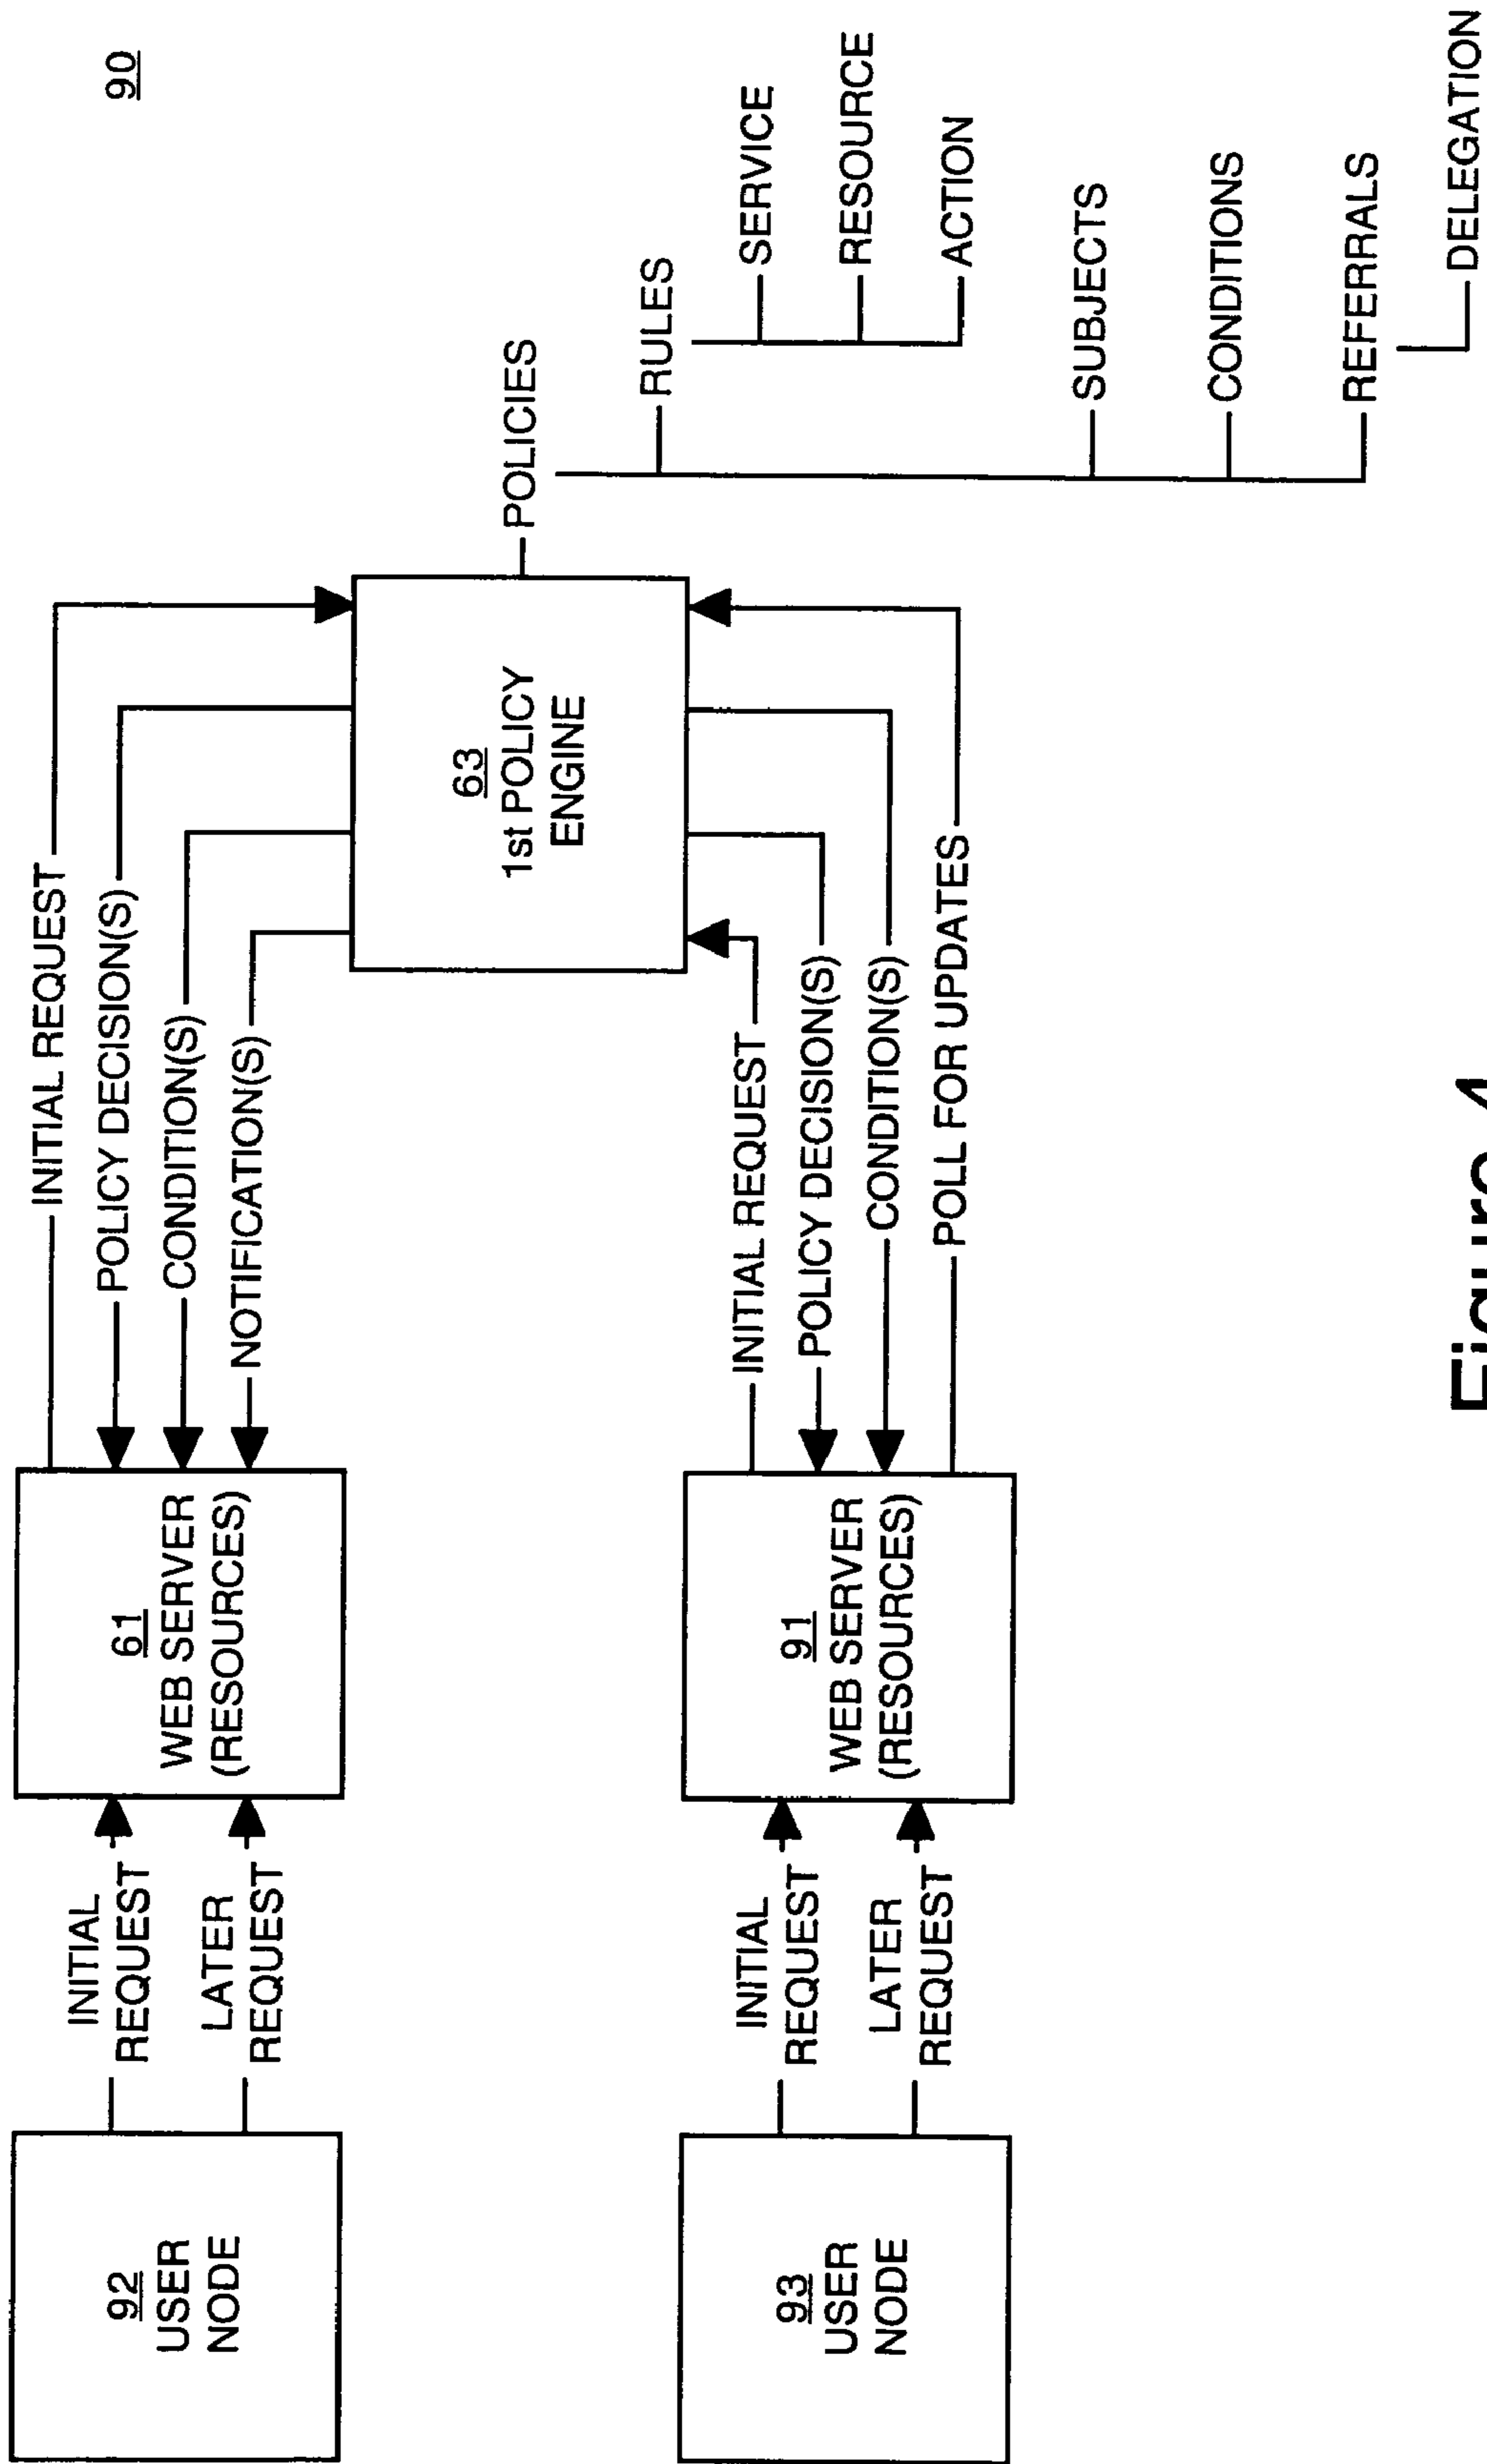 90
INITIAL REQUEST
POLICY DECISION(S)
CONDITION(S)
NOTIFICATION(S)
92
USER
NODE
INITIAL
REQUEST
LATER
REQUEST
61
WEB SERVER
(RESOURCES)
63
1st POLICY
ENGINE
POLICIES
RULES
SERVICE
RESOURCE
ACTION
SUBJECTS
CONDITIONS
REFERRALS
DELEGATION
93
USER
NODE
INITIAL
REQUEST
LATER
REQUEST
91
WEB SERVER
(RESOURCES)
INITIAL REQUEST
POLICY DECISION(S)
CONDITION(S)
POLL FOR UPDATES
Figure 4